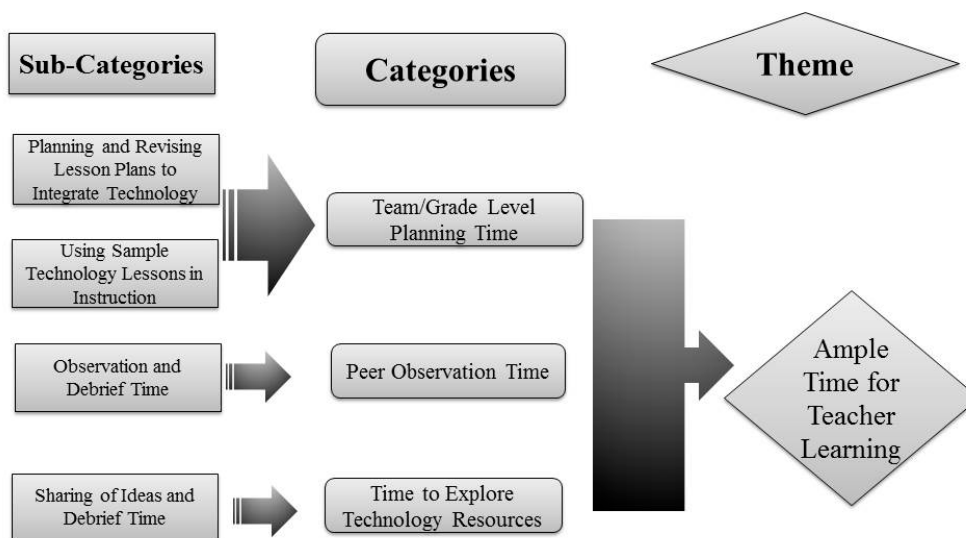 Sub-Categories
Categories
Theme
Planning and Revising
Lesson Plans to
Integrate Technology
Using Sample
Technology Lessons in
Instruction
Team/Grade Level
Planning Time
Observation and
Debrief Time
Peer Observation Time
Sharing of Ideas and
Debrief Time
Time to Explore
Technology Resources
Ample
Time for
Teacher
Learning